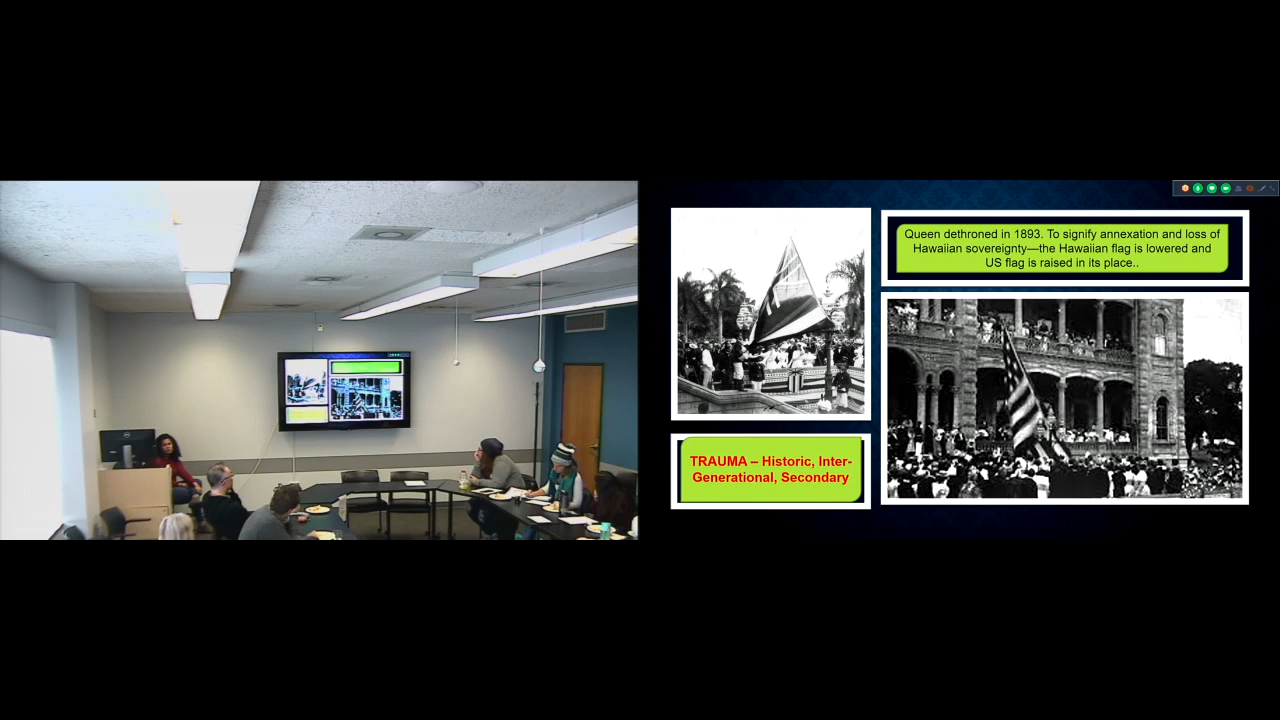 Queen dethroned in 1893. To signify annexation and loss of
Hawaiian sovereignty—the Hawaiian flag is lowered and
US flag is raised in its place..
TRAUMA – Historic, Inter-
Generational, Secondary